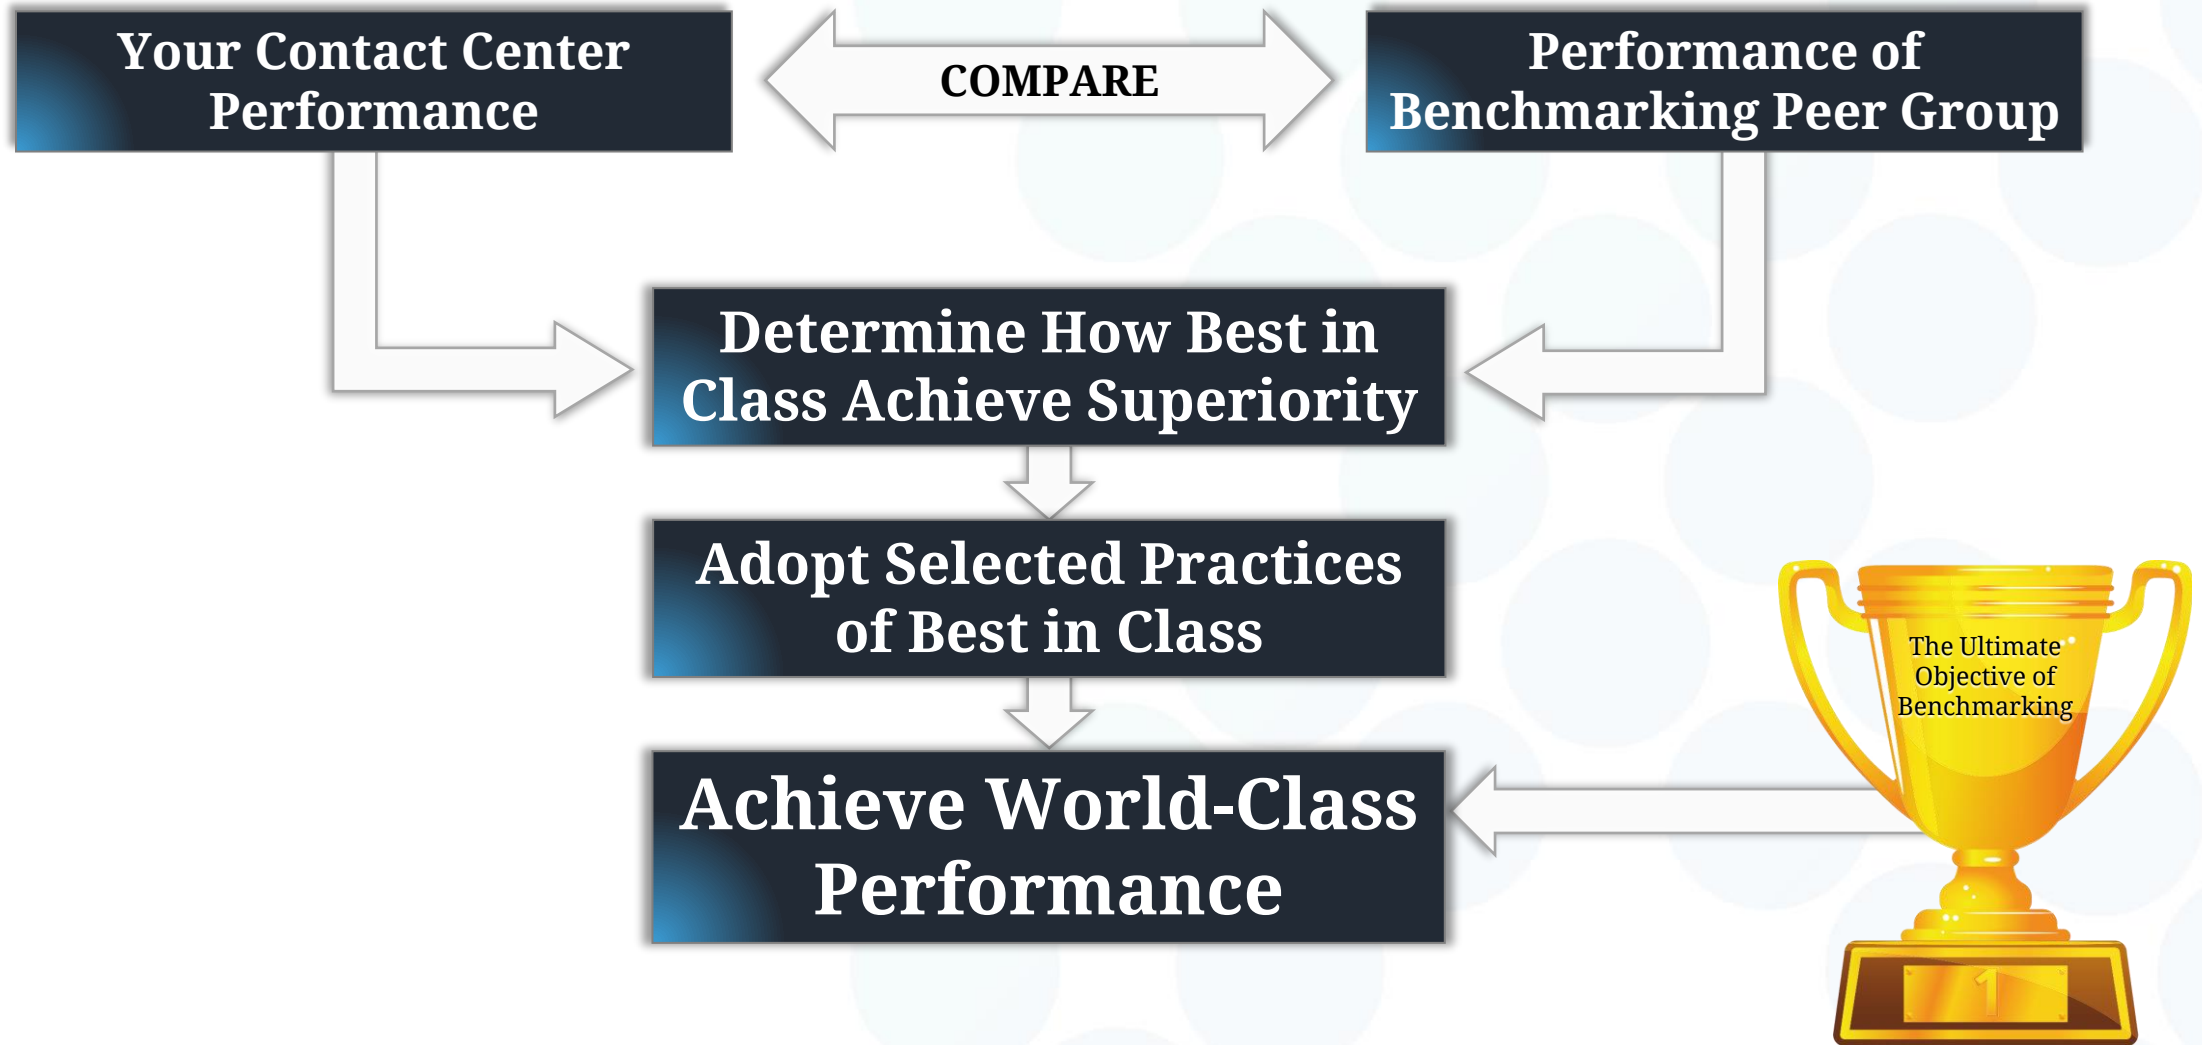 Your Contact Center
Performance
COMPARE
Performance of
Benchmarking Peer Group
Determine How Best in
Class Achieve Superiority
Adopt Selected Practices
of Best in Class
The Ultimate
Objective of
Benchmarking
Achieve World-Class
Performance
1